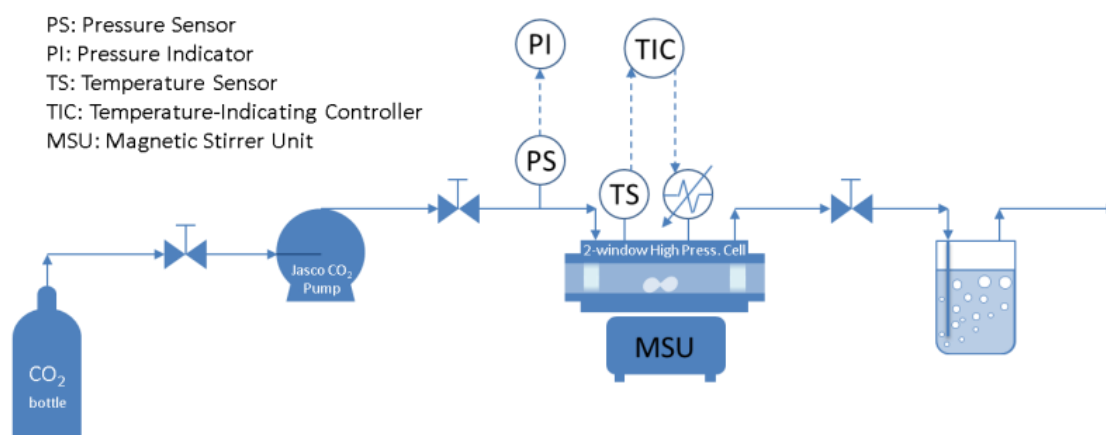 PS: Pressure Sensor
PI: Pressure Indicator
TS: Temperature Sensor
TIC: Temperature-Indicating Controller
MSU: Magnetic Stirrer Unit
PI
TIC
PS
TS
2-window High Press. Cell
Jasco CO₂
Pump
MSU
CO₂
bottle